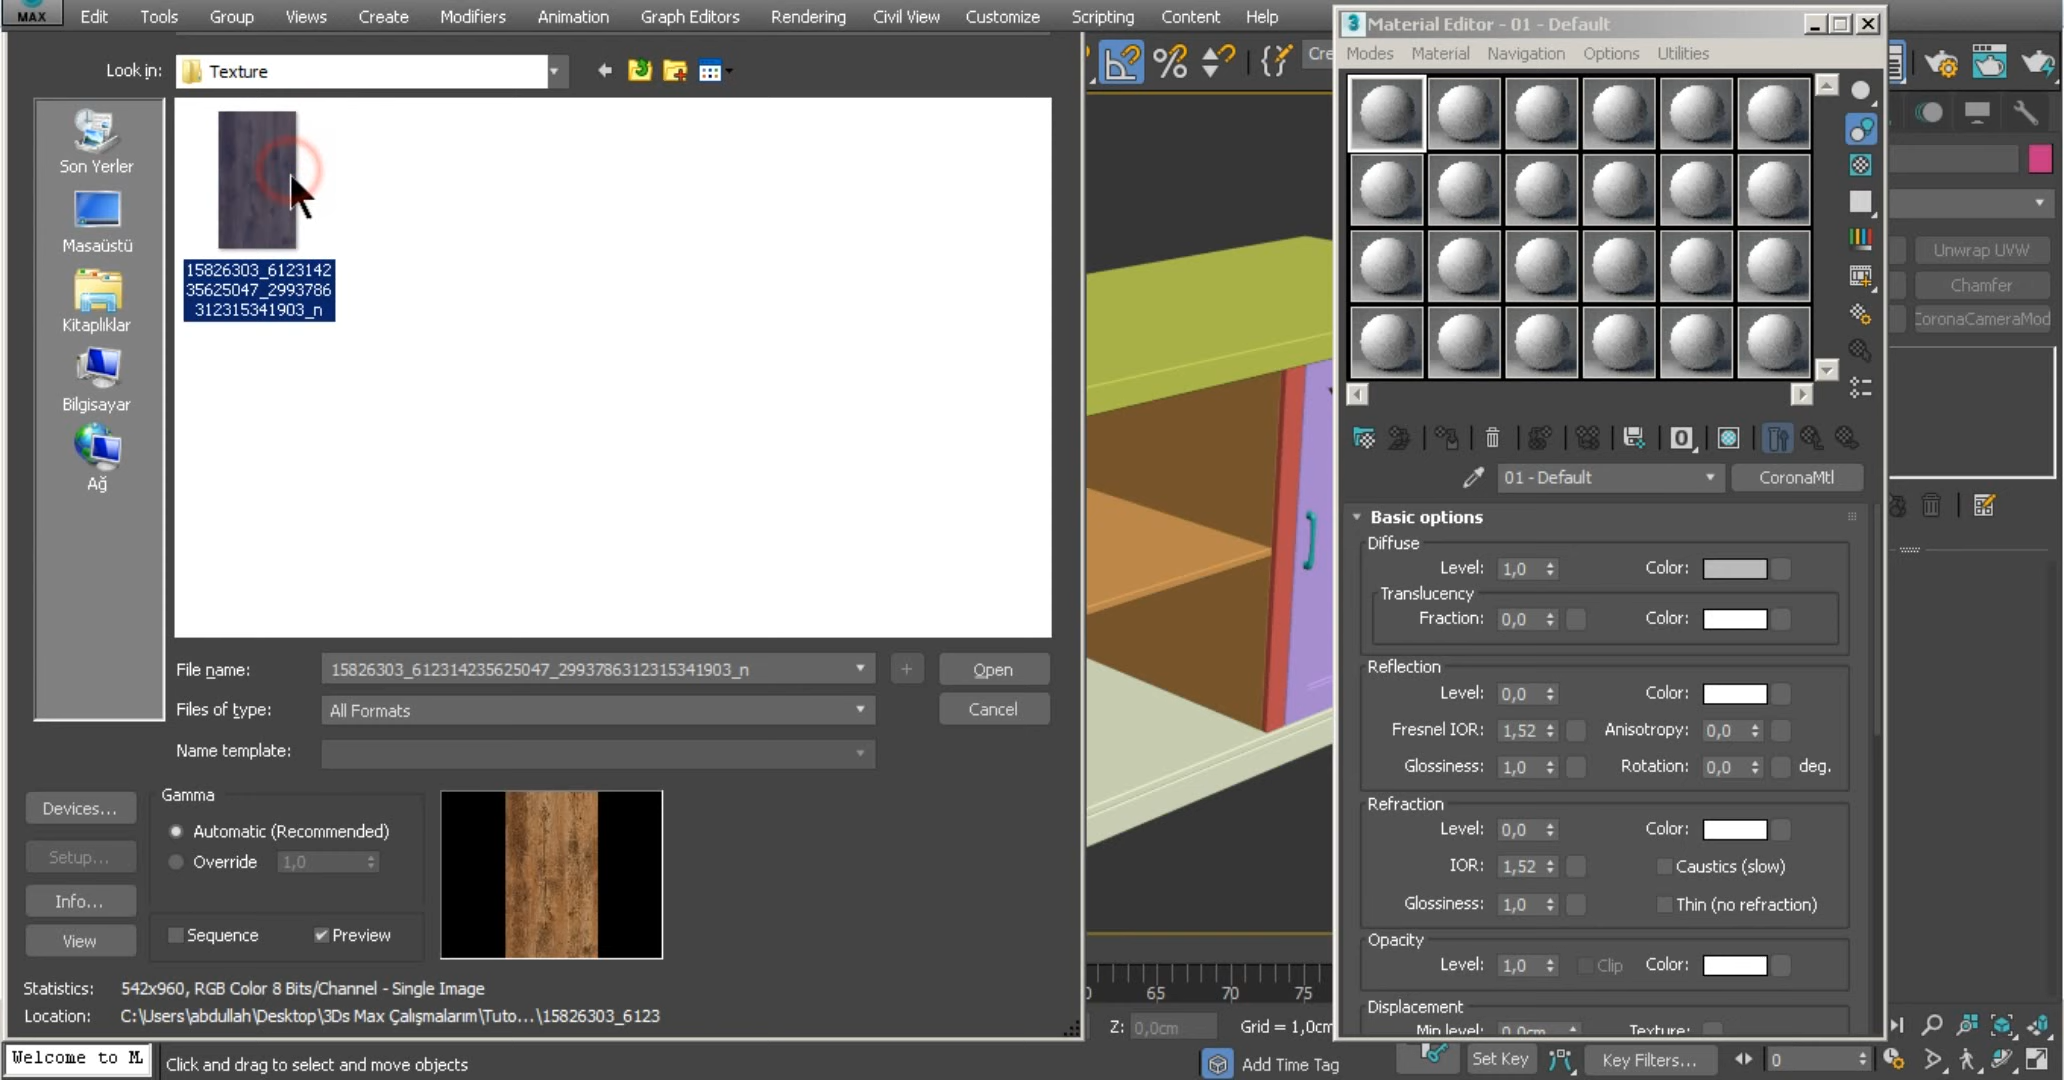 MAX Edit Tools Group Views Create Modifiers Animation Graph Editors Rendering Civil View Customize Scripting Content Help
Look in: Texture
Son Yerler
Masaüstü
Kitaplıklar
Bilgisayar
Ağ
15826303_6123142
35625047_2993786
312315341903_n
File name: 15826303_612314235625047_2993786312315341903_n + Open
Files of type: All Formats Cancel
Name template:
Devices...
Setup...
Info...
View
Gamma
Automatic (Recommended)
Override 1,0
Sequence Preview
Statistics: 542x960, RGB Color 8 Bits/Channel - Single Image
Location: C:\Users\abdullah\Desktop\3Ds Max Çalışmalarım\Tuto...\15826303_6123
Cre
Material Editor - 01 - Default
Modes Material Navigation Options Utilities
01 - Default CoronaMtl
Basic options
Diffuse
Level: 1,0 Color:
Translucency
Fraction: 0,0 Color:
Reflection
Level: 0,0 Color:
Fresnel IOR: 1,52 Anisotropy: 0,0
Glossiness: 1,0 Rotation: 0,0 deg.
Refraction
Level: 0,0 Color:
IOR: 1,52 Caustics (slow)
Glossiness: 1,0 Thin (no refraction)
Opacity
Level: 1,0 Clip Color:
Displacement
Min level: 0,0cm Texture:
Unwrap UVW
Chamfer
CoronaCameraMod
65 70 75
Z: 0,0cm Grid = 1,0cm
Welcome to M
Click and drag to select and move objects
Add Time Tag
Set Key Key Filters... 0